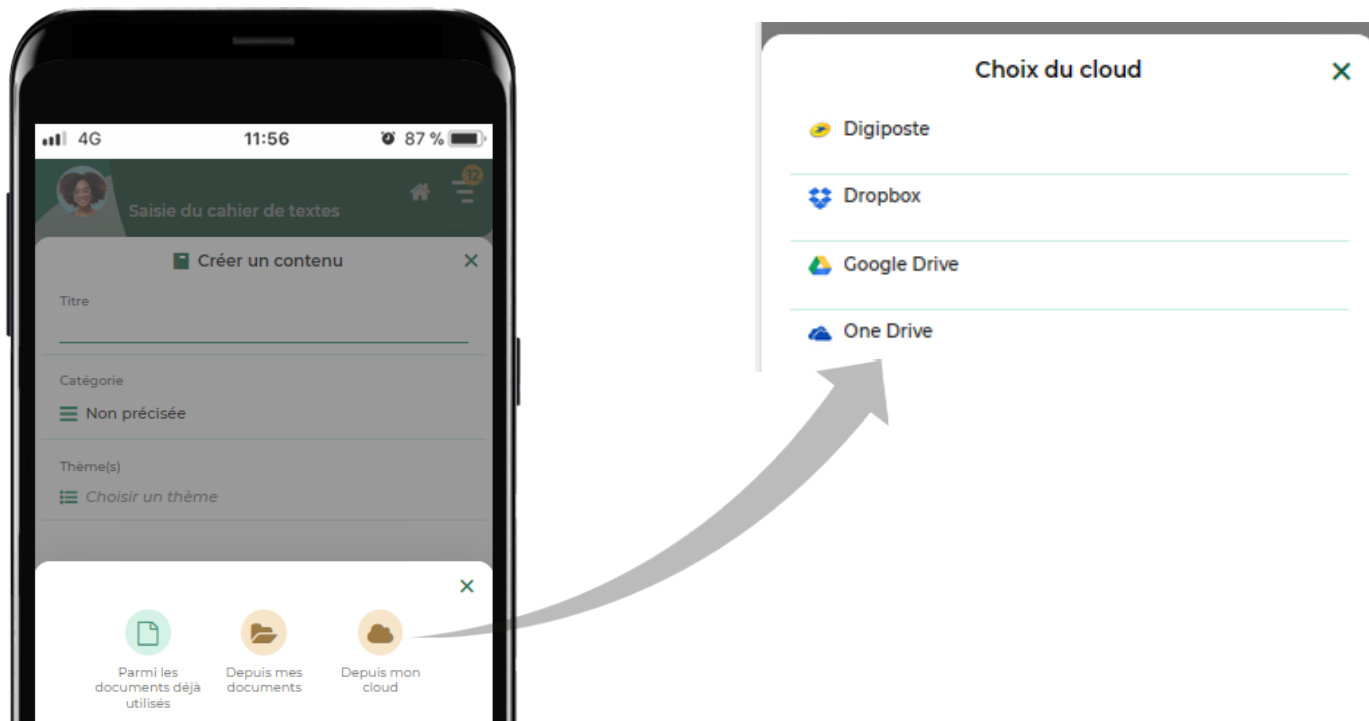 4G 11:56 87 %
12
Saisie du cahier de textes
Créer un contenu
Titre
Catégorie
Non précisée
Thème(s)
Choisir un thème
Parmi les
documents déjà
utilisés
Depuis mes
documents
Depuis mon
cloud
Choix du cloud
Digiposte
Dropbox
Google Drive
One Drive